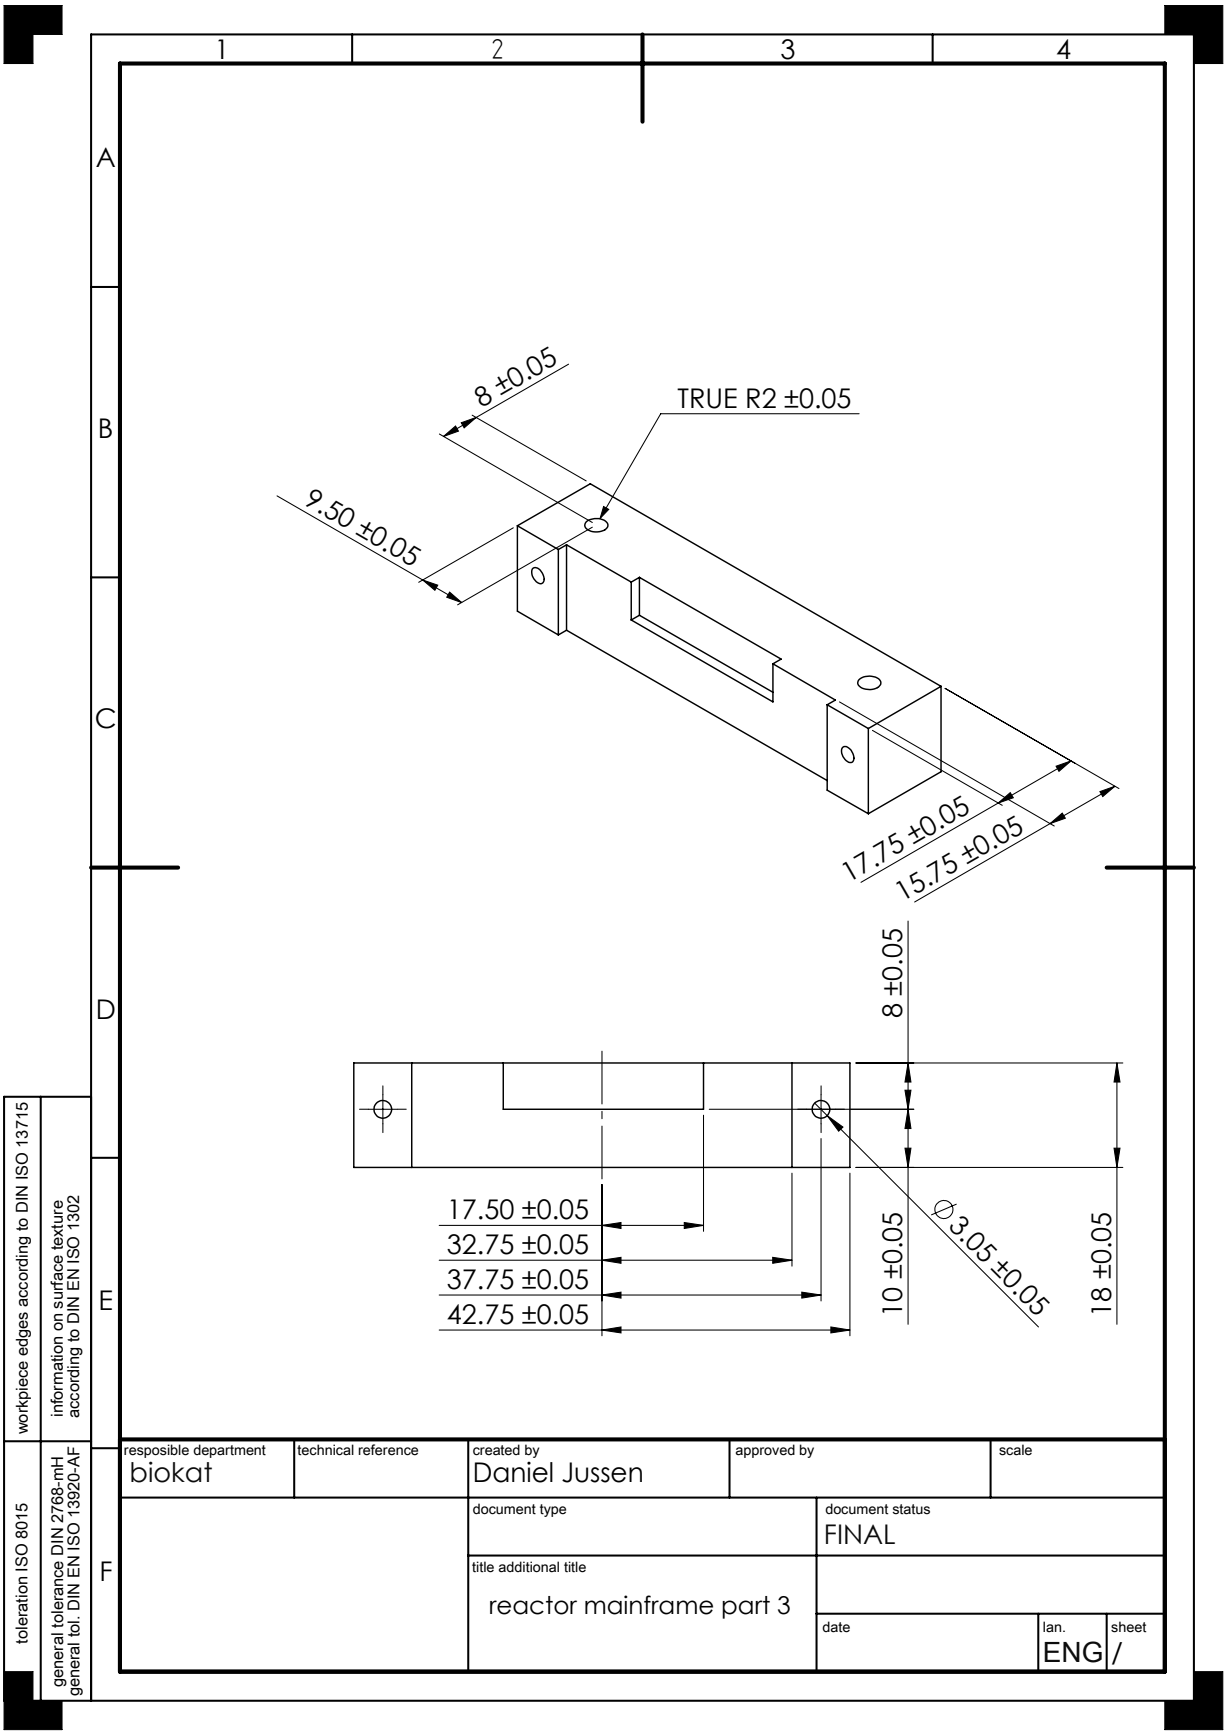 1
2
3
4
A
B
C
D
E
F
8 ±0.05
TRUE R2 ±0.05
9.50 ±0.05
17.75 ±0.05
15.75 ±0.05
8 ±0.05
17.50 ±0.05
32.75 ±0.05
37.75 ±0.05
42.75 ±0.05
10 ±0.05
∅3.05 ±0.05
18 ±0.05
workpiece edges according to DIN ISO 13715
information on surface texture
according to DIN EN ISO 1302
toleration ISO 8015
general tolerance DIN 2768-mH
general tol. DIN EN ISO 13920-AF
resposible department
biokat
technical reference
created by
Daniel Jussen
approved by
scale
document type
document status
FINAL
title additional title
reactor mainframe part 3
date
lan.
ENG
sheet
/